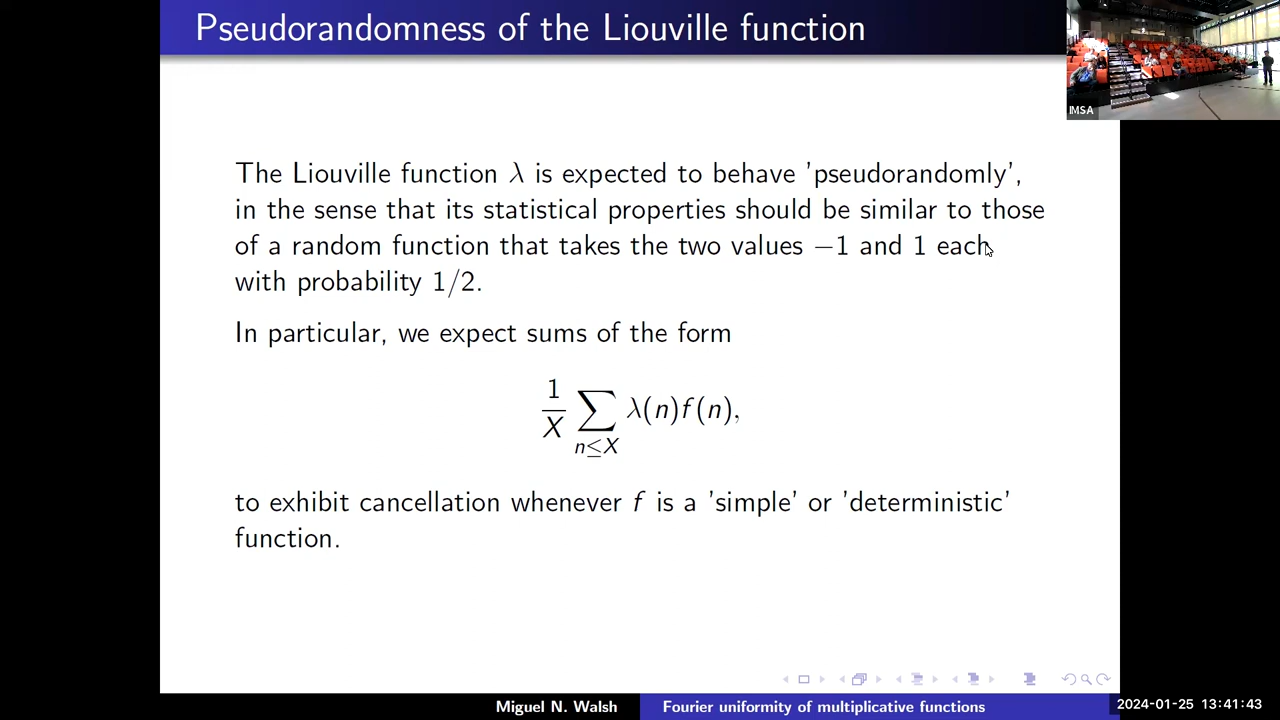 Pseudorandomness of the Liouville function
IMSA
The Liouville function λ is expected to behave 'pseudorandomly',
in the sense that its statistical properties should be similar to those
of a random function that takes the two values −1 and 1 each
with probability 1/2.
In particular, we expect sums of the form
1/X ∑_{n≤X} λ(n)f(n),
to exhibit cancellation whenever f is a 'simple' or 'deterministic'
function.
Miguel N. Walsh
Fourier uniformity of multiplicative functions
2024-01-25 13:41:43